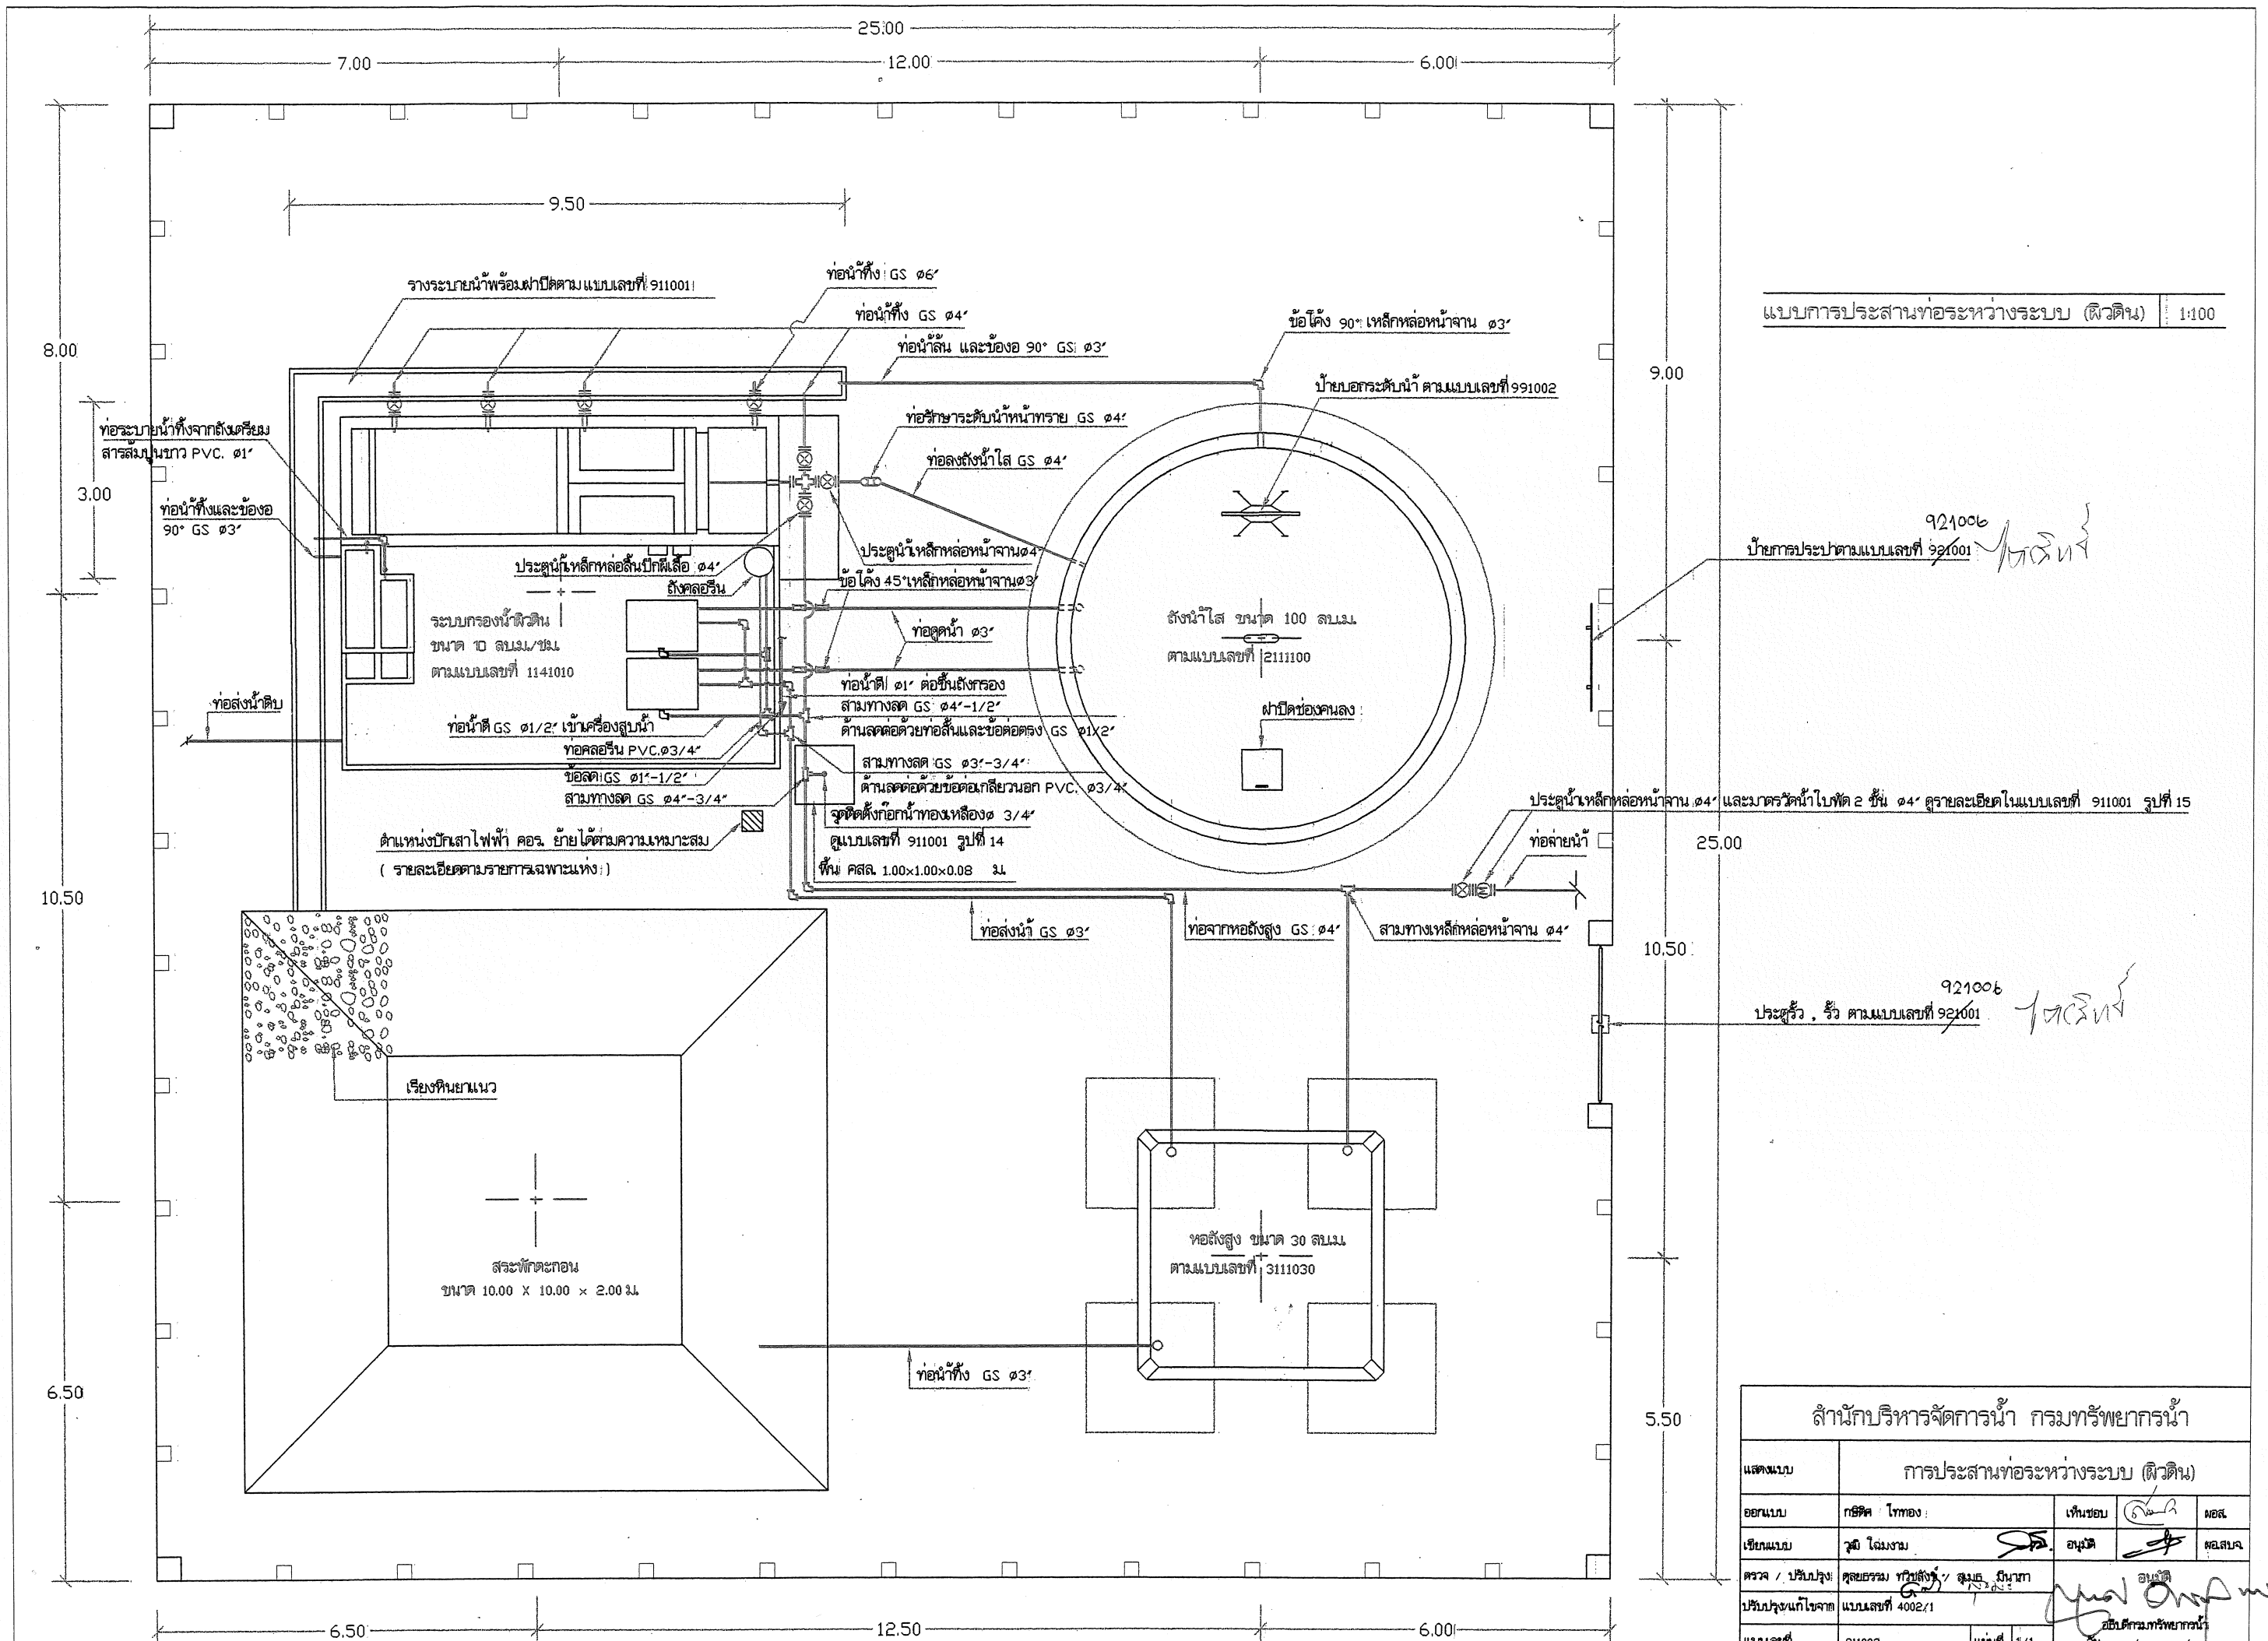 25.00
7.00
12.00
6.00
9.50
8.00
3.00
10.50
6.50
9.00
25.00
10.50
5.50
รางระบายน้ำพร้อมฝาปิดตามแบบเลขที่ 911001
ท่อน้ำทิ้ง GS ø6"
ท่อน้ำทิ้ง GS ø4"
ท่อน้ำล้น และข้องอ 90° GS ø3"
ข้อโค้ง 90° เหล็กหล่อหน้าจาน ø3"
ป้ายบอกระดับน้ำ ตามแบบเลขที่ 991002
แบบการประสานท่อระหว่างระบบ (ผิวดิน) 1:100
ท่อระบายน้ำทิ้งจากถังเตรียม
สารส้มปูนขาว PVC. ø1"
ท่อน้ำทิ้งและข้องอ
90° GS ø3"
ท่อรักษาระดับน้ำหน้าทราย GS ø4"
ท่อลงถังน้ำใส GS ø4"
ประตูน้ำเหล็กหล่อหน้าจานø4"
ประตูน้ำเหล็กหล่อลิ้นปีกผีเสื้อ ø4"
ถังคลอรีน
ข้อโค้ง 45°เหล็กหล่อหน้าจานø3"
ท่อดูดน้ำ ø3"
ระบบกรองน้ำผิวดิน
ขนาด 10 ลบ.ม./ชม.
ตามแบบเลขที่ 1141010
ถังน้ำใส ขนาด 100 ลบ.ม.
ตามแบบเลขที่ 2111100
ฝาปิดช่องคนลง
921006
ป้ายการประปาตามแบบเลขที่ 921001
ท่อส่งน้ำดิบ
ท่อน้ำดี ø1" ต่อขึ้นถังกรอง
สามทางลด GS ø4"-1/2"
ด้านลดต่อด้วยท่อสั้นและข้อต่อตรง GS ø1/2"
ท่อน้ำดี GS ø1/2" เข้าเครื่องสูบน้ำ
ท่อคลอรีน PVC.ø3/4"
ข้อลด GS ø1"-1/2"
สามทางลด GS ø4"-3/4"
สามทางลด GS ø3"-3/4"
ด้านลดต่อด้วยข้อต่อเกลียวนอก PVC. ø3/4"
จุดติดตั้งก๊อกน้ำทองเหลืองø 3/4"
ดูแบบเลขที่ 911001 รูปที่ 14
พื้น คสล. 1.00x1.00x0.08 ม.
ตำแหน่งปักเสาไฟฟ้า คอร. ย้ายได้ตามความเหมาะสม
( รายละเอียดตามรายการเฉพาะแห่ง )
ประตูน้ำเหล็กหล่อหน้าจาน ø4" และมาตรวัดน้ำใบพัด 2 ชั้น ø4" ดูรายละเอียดในแบบเลขที่ 911001 รูปที่ 15
ท่อจ่ายน้ำ
ท่อส่งน้ำ GS ø3"
ท่อจากหอถังสูง GS ø4"
สามทางเหล็กหล่อหน้าจาน ø4"
921006
ประตูรั้ว , รั้ว ตามแบบเลขที่ 921001
เรียงหินยาแนว
สระพักตะกอน
ขนาด 10.00 X 10.00 x 2.00 ม.
หอถังสูง ขนาด 30 ลบ.ม.
ตามแบบเลขที่ 3111030
ท่อน้ำทิ้ง GS ø3"
6.50
12.50
6.00
สำนักบริหารจัดการน้ำ กรมทรัพยากรน้ำ
แสดงแบบ การประสานท่อระหว่างระบบ (ผิวดิน)
ออกแบบ ไททอง เห็นชอบ ผอส.
เขียนแบบ วุฒิ โฉมงาม อนุมัติ ผอ.สบจ.
ตรวจ / ปรับปรุง
อนุมัติ
ปรับปรุง/แก้ไขจาก แบบเลขที่ 4002/1
อธิบดีกรมทรัพยากรน้ำ